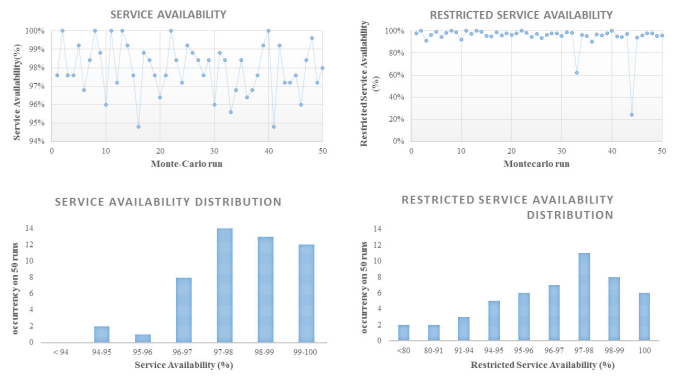 SERVICE AVAILABILITY
100%
99%
98%
97%
96%
95%
94%
Service Availability(%)
0 10 20 30 40 50
Monte-Carlo run
RESTRICTED SERVICE AVAILABILITY
100%
80%
60%
40%
20%
0%
Restricted Service Availability
(%)
0 10 20 30 40 50
Montecarlo run
SERVICE AVAILABILITY DISTRIBUTION
14
12
10
8
6
4
2
0
occurrency on 50 runs
< 94 94-95 95-96 96-97 97-98 98-99 99-100
Service Availability (%)
RESTRICTED SERVICE AVAILABILITY
DISTRIBUTION
14
12
10
8
6
4
2
0
occurrency on 50 runs
<80 80-91 91-94 94-95 95-96 96-97 97-98 98-99 100
Restricted Service Availability (%)